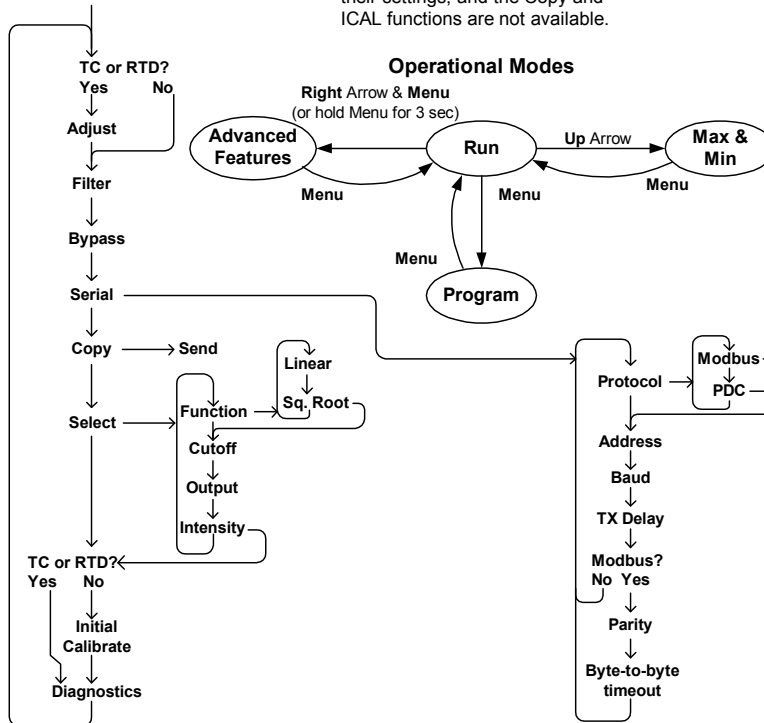 their settings, and the Copy and
ICAL functions are not available.
Operational Modes
Right Arrow & Menu
(or hold Menu for 3 sec)
Advanced
Features
Run
Up Arrow
Max &
Min
Menu
Menu
Menu
Menu
Program
TC or RTD?
Yes No
Adjust
Filter
Bypass
Serial
Copy
Send
Select
Function
Linear
Sq. Root
Cutoff
Output
Intensity
TC or RTD?
Yes No
Initial
Calibrate
Diagnostics
Protocol
Modbus
PDC
Address
Baud
TX Delay
Modbus?
No Yes
Parity
Byte-to-byte
timeout